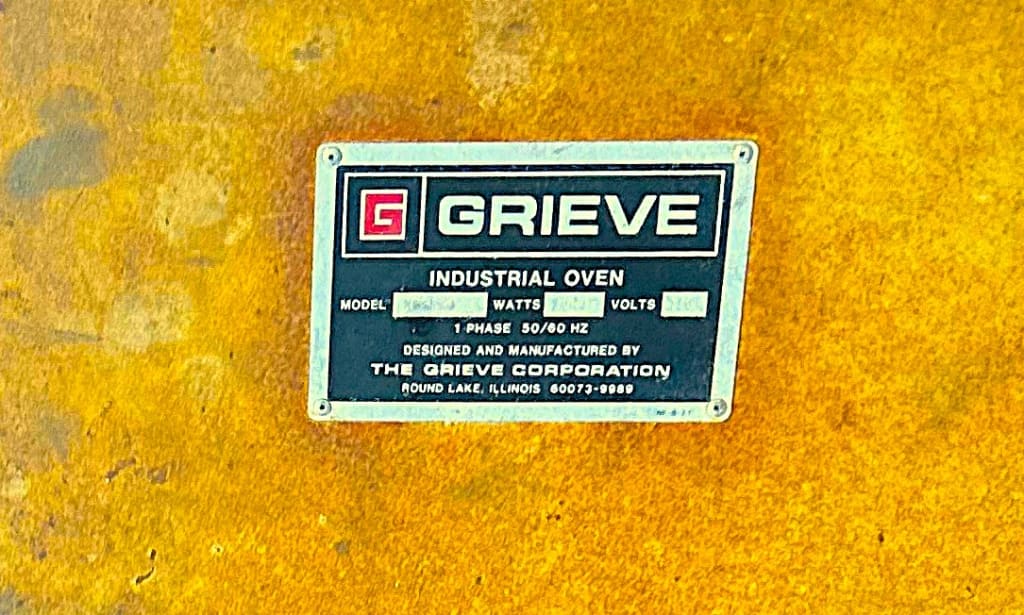 G GRIEVE
INDUSTRIAL OVEN
MODEL WATTS VOLTS
1 PHASE 50/60 HZ
DESIGNED AND MANUFACTURED BY
THE GRIEVE CORPORATION
ROUND LAKE, ILLINOIS 60073-9989